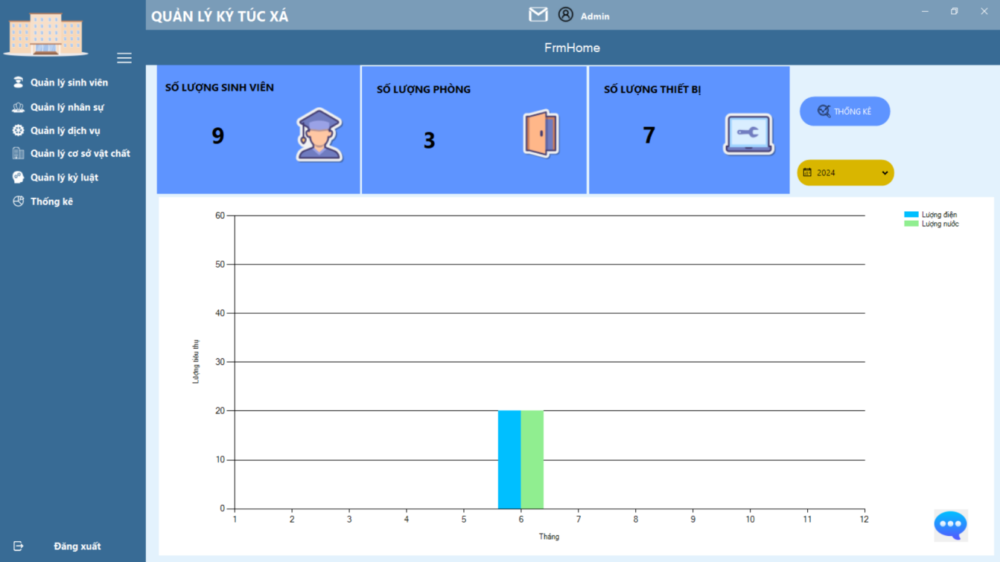 QUẢN LÝ KÝ TÚC XÁ
Admin
FrmHome
Quản lý sinh viên
Quản lý nhân sự
Quản lý dịch vụ
Quản lý cơ sở vật chất
Quản lý kỷ luật
Thống kê
Đăng xuất
SỐ LƯỢNG SINH VIÊN
9
SỐ LƯỢNG PHÒNG
3
SỐ LƯỢNG THIẾT BỊ
7
THỐNG KÊ
2024
Lượng điện
Lượng nước
Lượng tiêu thụ
60
50
40
30
20
10
0
1 2 3 4 5 6 7 8 9 10 11 12
Tháng